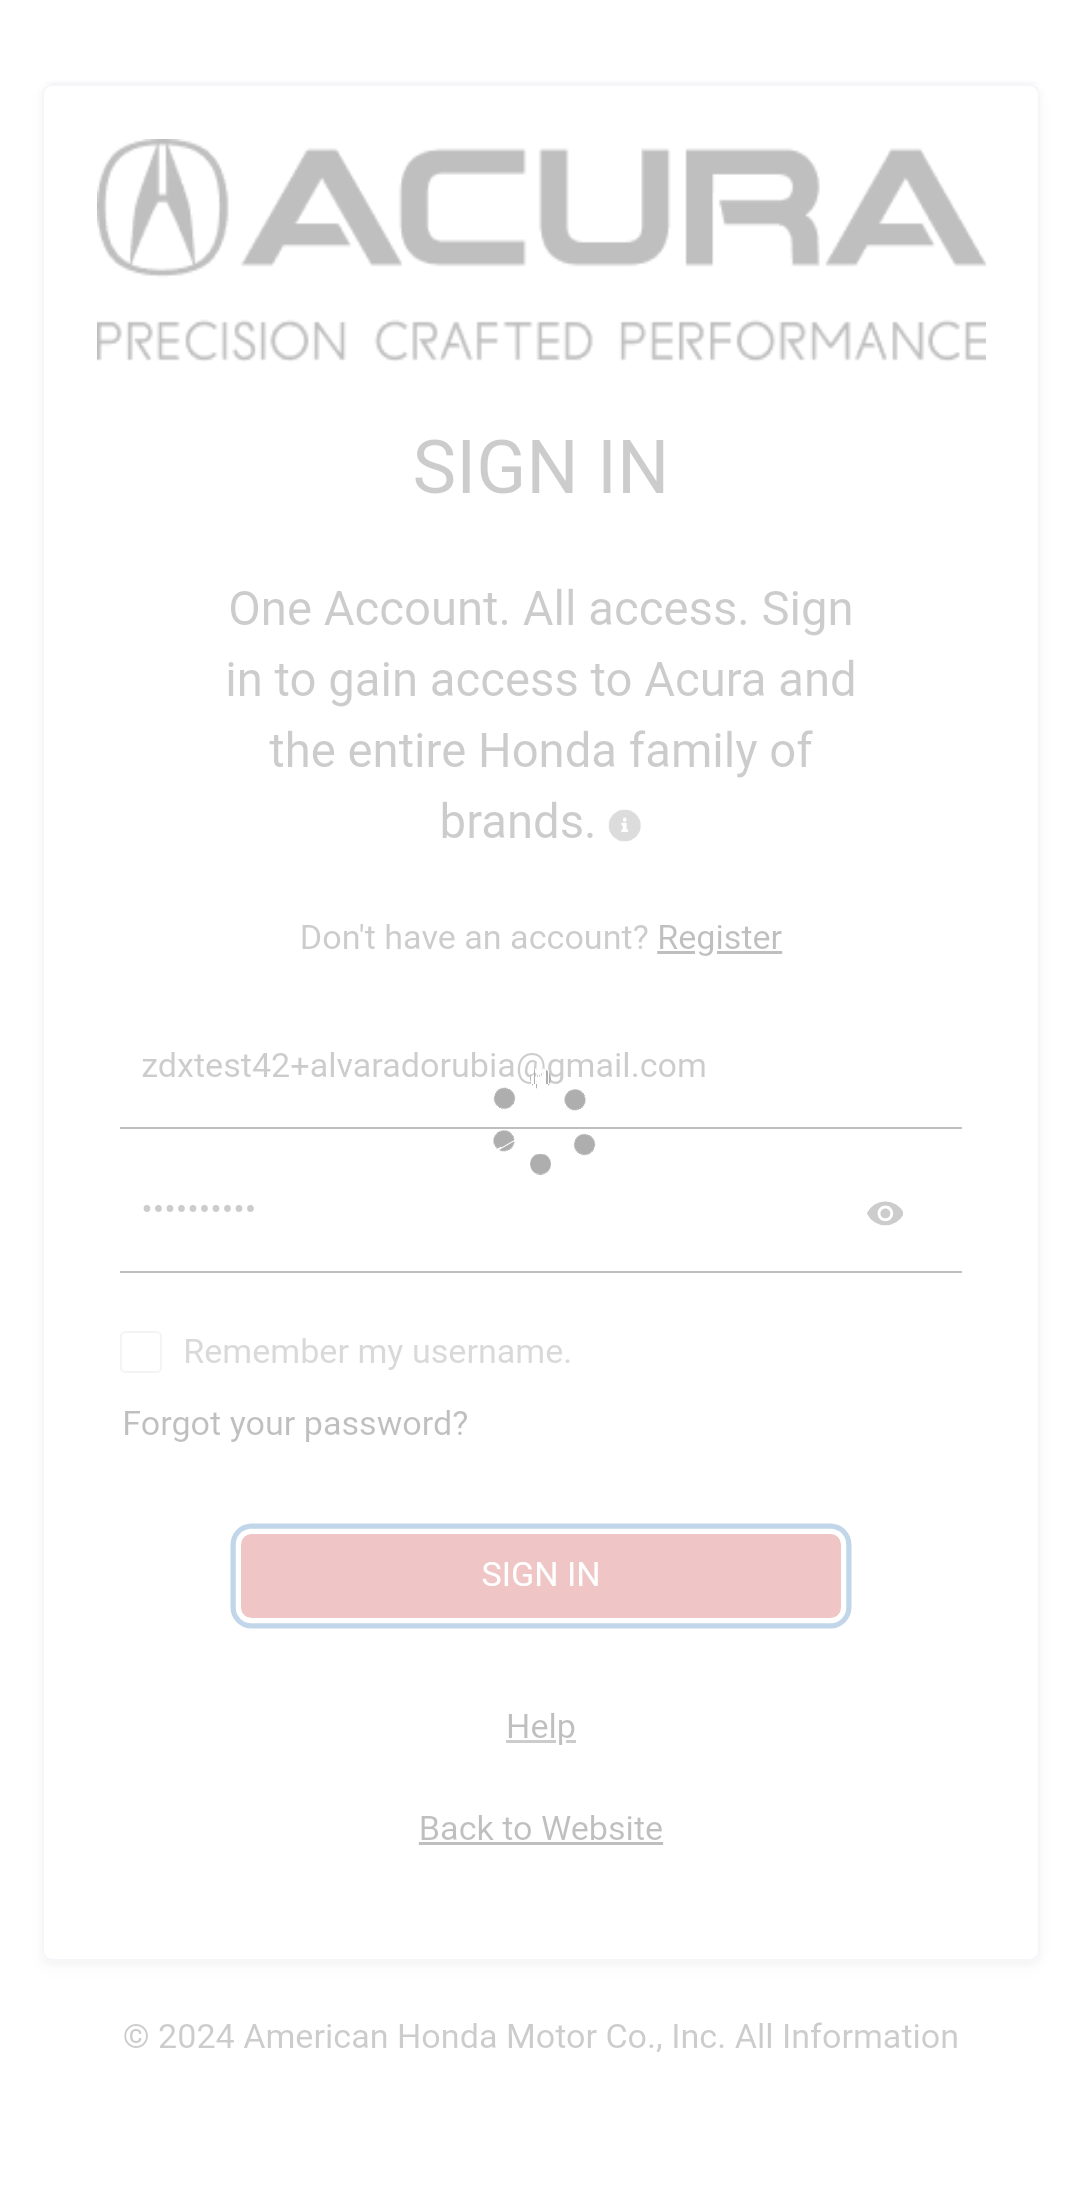 ACURA
PRECISION CRAFTED PERFORMANCE
SIGN IN
One Account. All access. Sign
in to gain access to Acura and
the entire Honda family of
brands.
Don't have an account? Register
zdxtest42+alvaradorubia@gmail.com
••••••••••
Remember my username.
Forgot your password?
SIGN IN
Help
Back to Website
© 2024 American Honda Motor Co., Inc. All Information